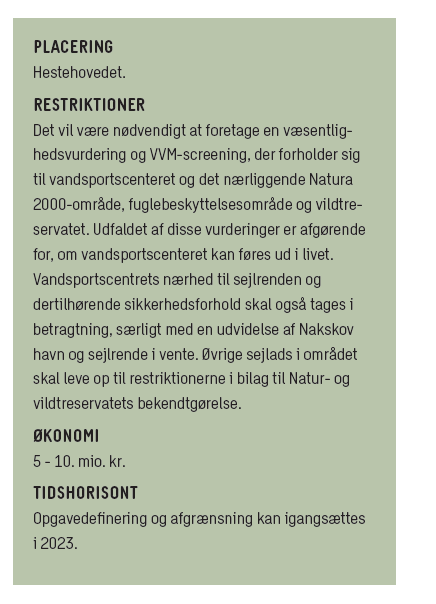 PLACERING
Hestehovedet.
RESTRIKTIONER
Det vil være nødvendigt at foretage en væsentlig-
hedsvurdering og VVM-screening, der forholder sig
til vandsportscenteret og det nærliggende Natura
2000-område, fuglebeskyttelsesområde og vildtre-
servatet. Udfaldet af disse vurderinger er afgørende
for, om vandsportscenteret kan føres ud i livet.
Vandsportscentrets nærhed til sejlrenden og
dertilhørende sikkerhedsforhold skal også tages i
betragtning, særligt med en udvidelse af Nakskov
havn og sejlrende i vente. Øvrige sejlads i området
skal leve op til restriktionerne i bilag til Natur- og
vildtreservatets bekendtgørelse.
ØKONOMI
5 - 10. mio. kr.
TIDSHORISONT
Opgavedefinering og afgrænsning kan igangsættes
i 2023.